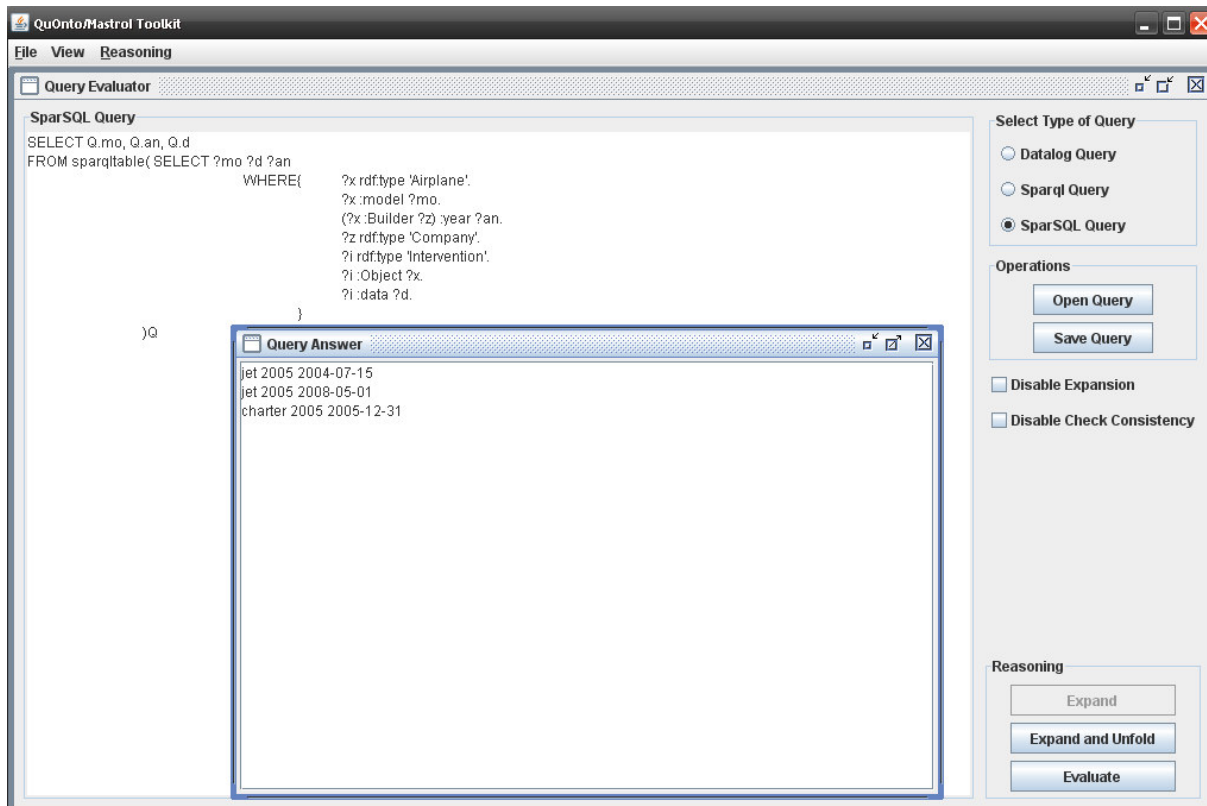 QuOnto/Mastrol Toolkit
File View Reasoning
Query Evaluator
SparSQL Query
SELECT Q.mo, Q.an, Q.d
FROM sparqltable( SELECT ?mo ?d ?an
WHERE{ ?x rdf:type 'Airplane'.
?x :model ?mo.
(?x :Builder ?z) :year ?an.
?z rdf:type 'Company'.
?i rdf:type 'Intervention'.
?i :Object ?x.
?i :data ?d.
}
)Q
Query Answer
jet 2005 2004-07-15
jet 2005 2008-05-01
charter 2005 2005-12-31
Select Type of Query
Datalog Query
Sparql Query
SparSQL Query
Operations
Open Query
Save Query
Disable Expansion
Disable Check Consistency
Reasoning
Expand
Expand and Unfold
Evaluate